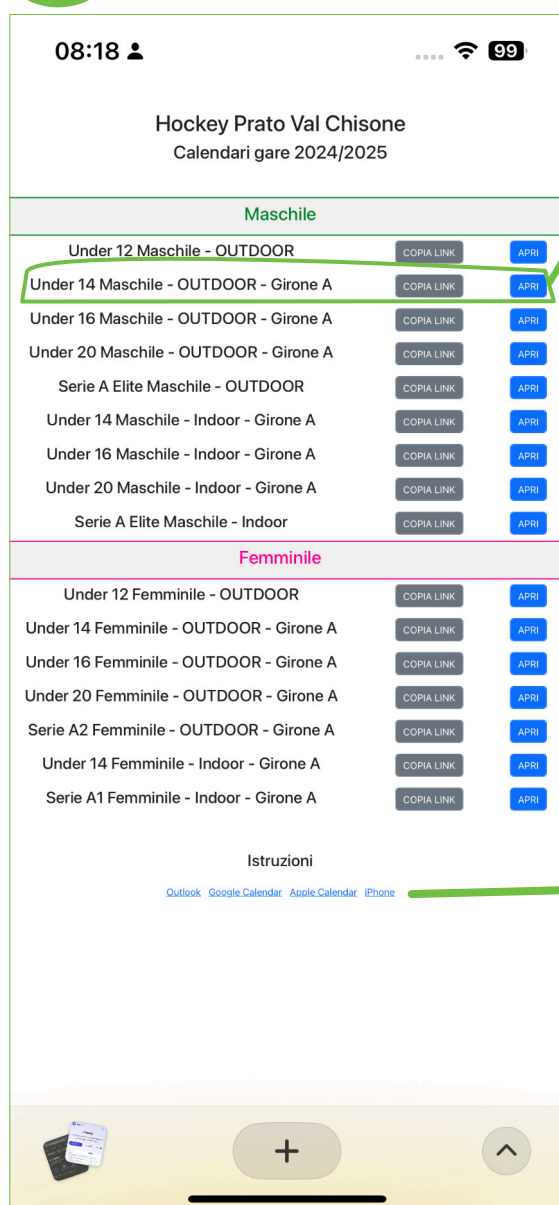 08:18
99
Hockey Prato Val Chisone
Calendari gare 2024/2025
Maschile
Under 12 Maschile - OUTDOOR COPIA LINK APRI
Under 14 Maschile - OUTDOOR - Girone A COPIA LINK APRI
Under 16 Maschile - OUTDOOR - Girone A COPIA LINK APRI
Under 20 Maschile - OUTDOOR - Girone A COPIA LINK APRI
Serie A Elite Maschile - OUTDOOR COPIA LINK APRI
Under 14 Maschile - Indoor - Girone A COPIA LINK APRI
Under 16 Maschile - Indoor - Girone A COPIA LINK APRI
Under 20 Maschile - Indoor - Girone A COPIA LINK APRI
Serie A Elite Maschile - Indoor COPIA LINK APRI
Femminile
Under 12 Femminile - OUTDOOR COPIA LINK APRI
Under 14 Femminile - OUTDOOR - Girone A COPIA LINK APRI
Under 16 Femminile - OUTDOOR - Girone A COPIA LINK APRI
Under 20 Femminile - OUTDOOR - Girone A COPIA LINK APRI
Serie A2 Femminile - OUTDOOR - Girone A COPIA LINK APRI
Under 14 Femminile - Indoor - Girone A COPIA LINK APRI
Serie A1 Femminile - Indoor - Girone A COPIA LINK APRI
Istruzioni
Outlook Google Calendar Apple Calendar iPhone